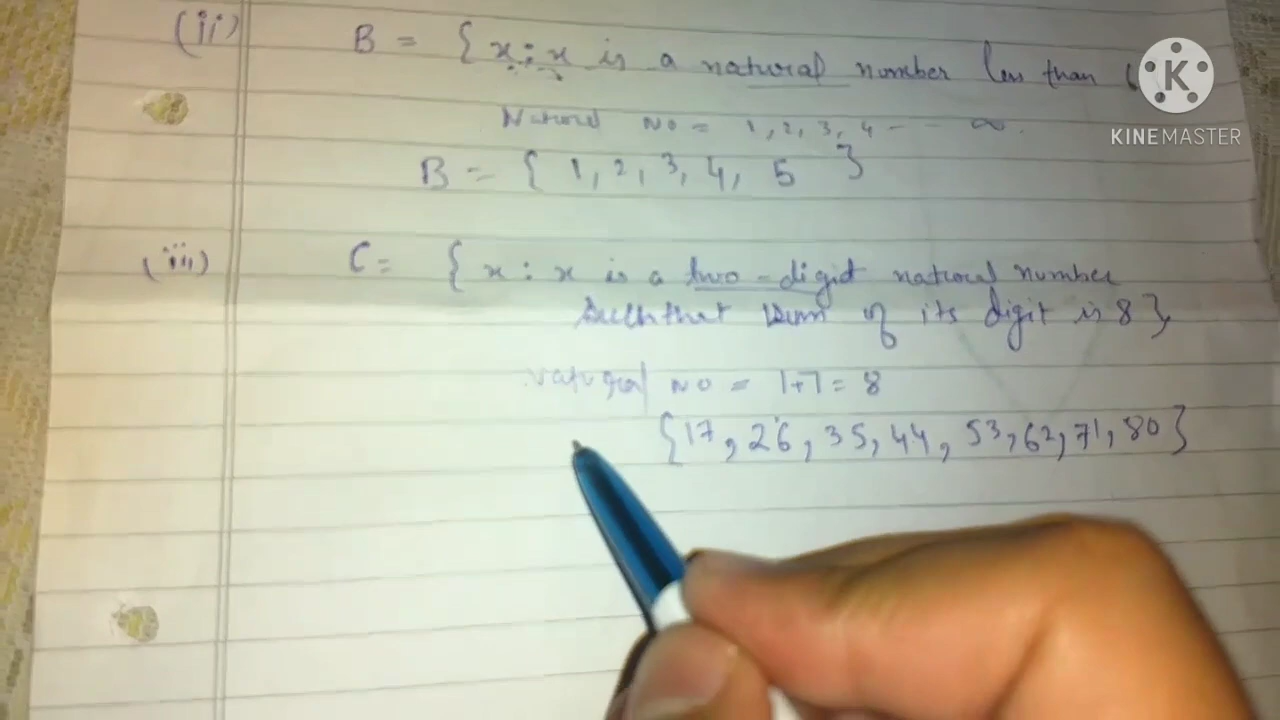 (ii) B = { x : x is a natural number less than
Natural No = 1, 2, 3, 4 - - ∞.
B = { 1, 2, 3, 4, 5 }
(iii) C = { x : x is a two-digit natural number
such that sum of its digit is 8 },
Natural no = 1+7 = 8
{17, 26, 35, 44, 53, 62, 71, 80}
K
KINEMASTER